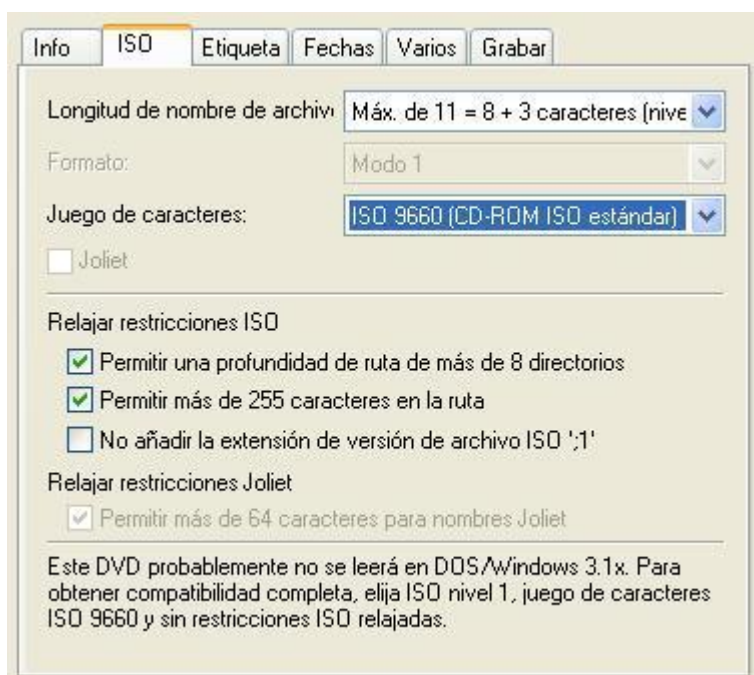 Info ISO Etiqueta Fechas Varios Grabar
Longitud de nombre de archiv Máx. de 11 = 8 + 3 caracteres (nive
Formato: Modo 1
Juego de caracteres: ISO 9660 (CD-ROM ISO estándar)
Joliet
Relajar restricciones ISO
Permitir una profundidad de ruta de más de 8 directorios
Permitir más de 255 caracteres en la ruta
No añadir la extensión de versión de archivo ISO ';1'
Relajar restricciones Joliet
Permitir más de 64 caracteres para nombres Joliet
Este DVD probablemente no se leerá en DOS/Windows 3.1x. Para
obtener compatibilidad completa, elija ISO nivel 1, juego de caracteres
ISO 9660 y sin restricciones ISO relajadas.